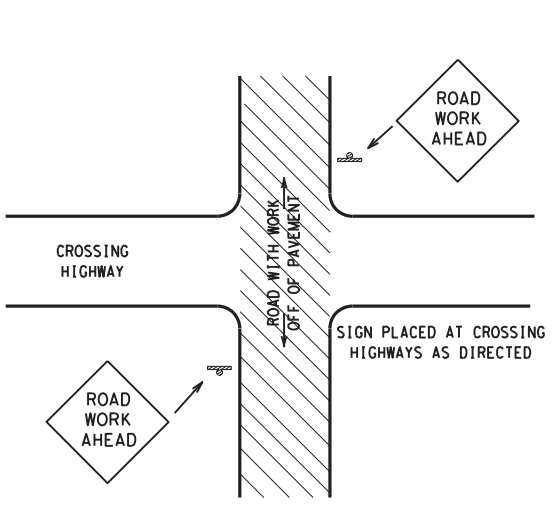 ROAD
WORK
AHEAD
ROAD WITH WORK
OFF OF PAVEMENT
CROSSING
HIGHWAY
SIGN PLACED AT CROSSING
HIGHWAYS AS DIRECTED
ROAD
WORK
AHEAD